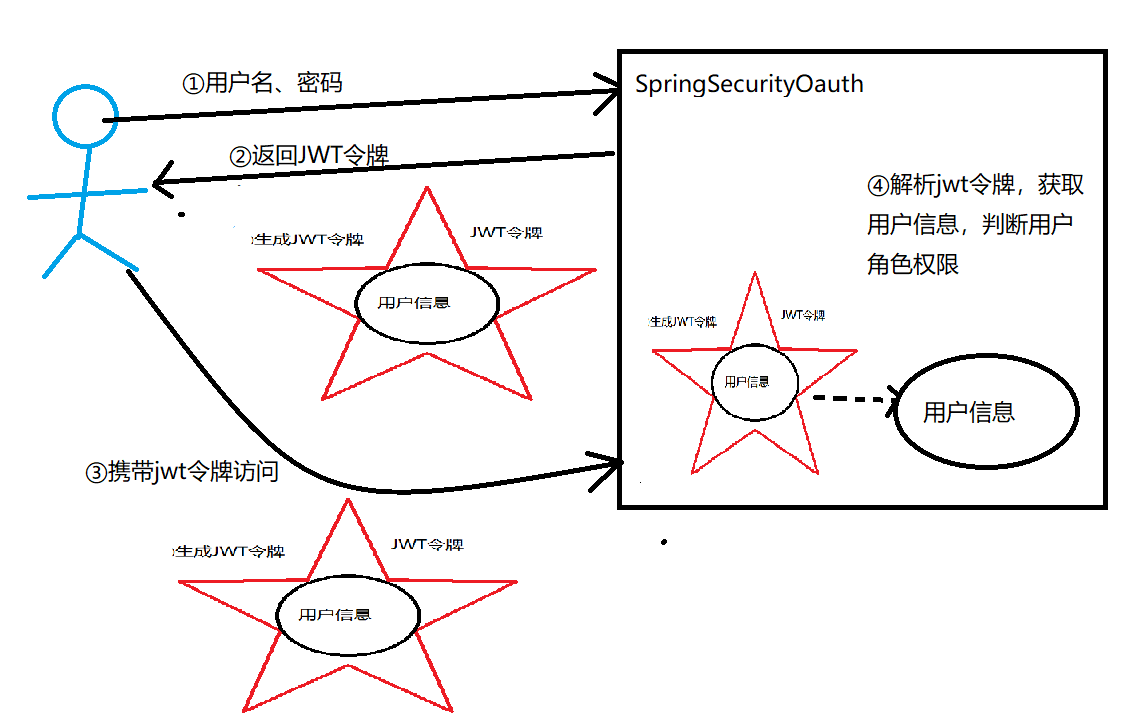 ①用户名、密码
SpringSecurityOauth
②返回JWT令牌
④解析jwt令牌，获取
用户信息，判断用户
角色权限
生成JWT令牌
JWT令牌
用户信息
生成JWT令牌
JWT令牌
用户信息
用户信息
③携带jwt令牌访问
生成JWT令牌
JWT令牌
用户信息